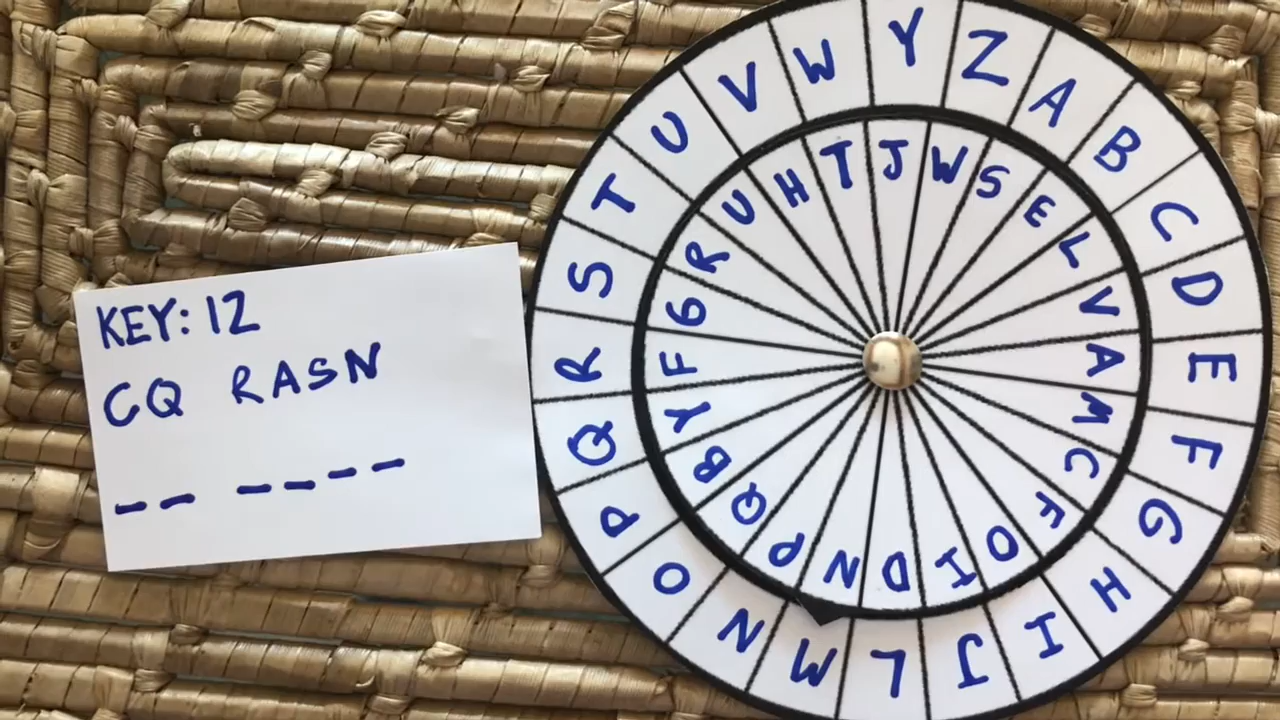 KEY: 12
CQ RASN
-- ----
A B C D E F G H I J L M N O P Q R S T U V W Y Z
S E L V A M C F O I D N P Q B Y F G R U H T J W